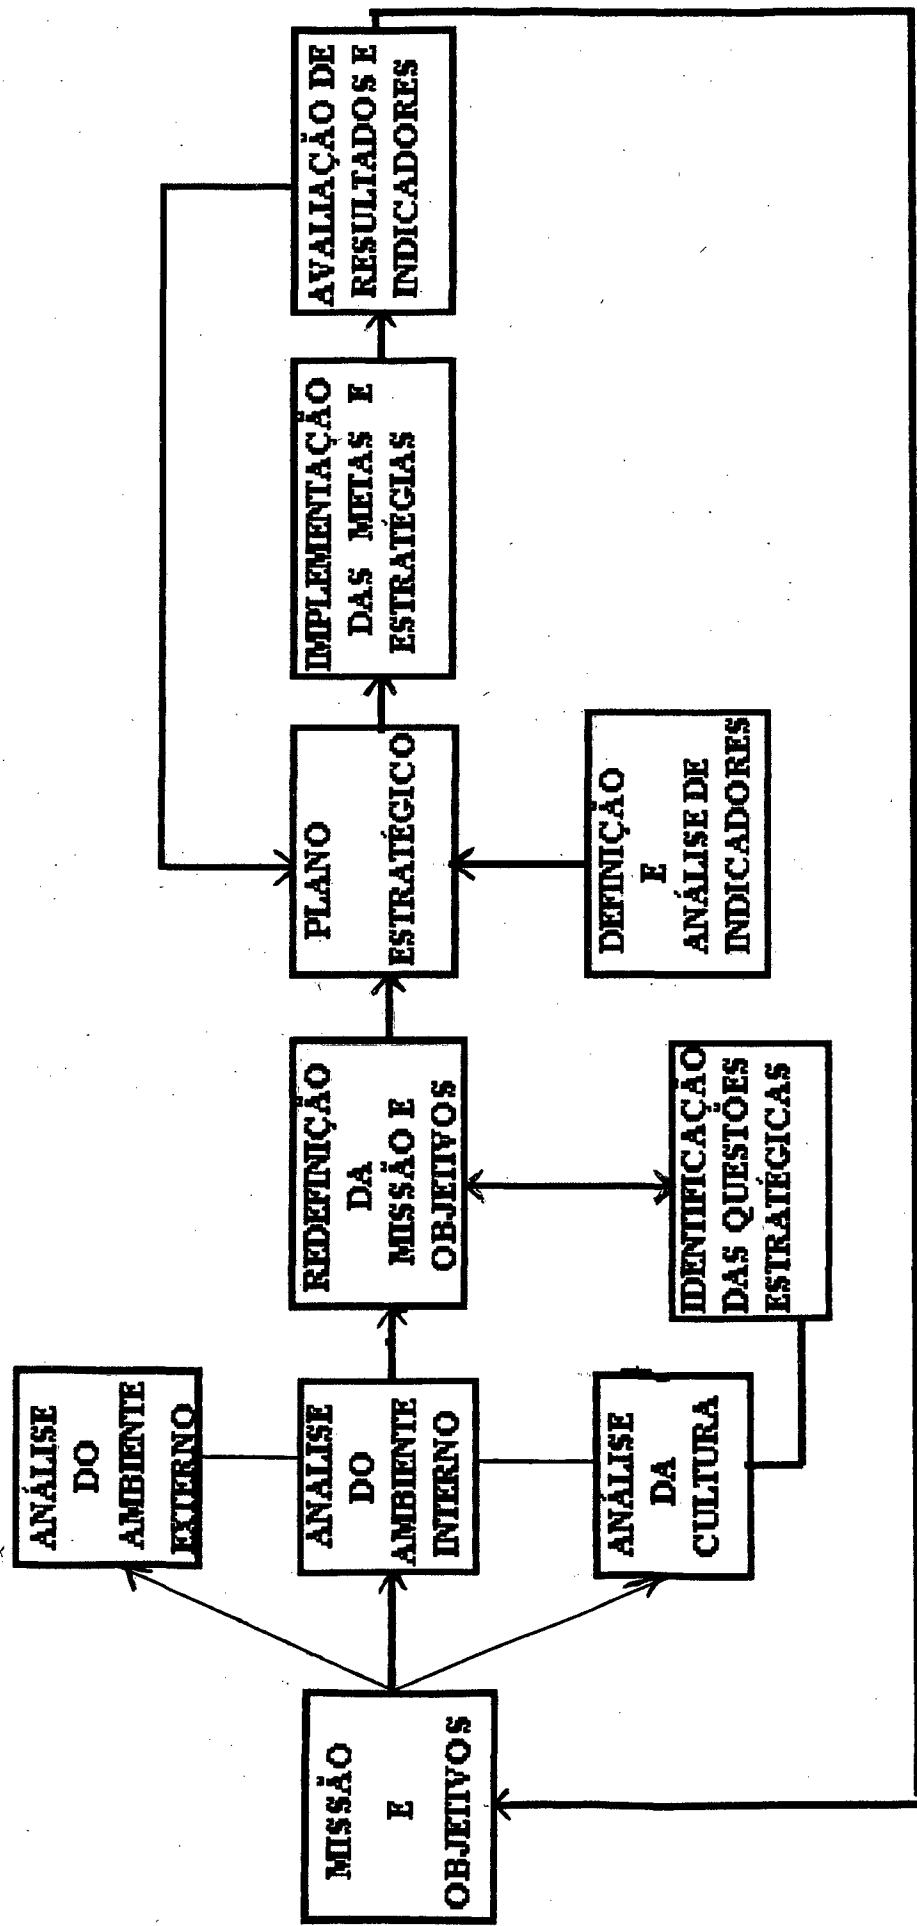 MISSÃO
E
OBJETIVOS
ANÁLISE
DO
AMBIENTE
EXTERNO
ANALISE
DO
AMBIENTE
INTERNO
ANÁLISE
DA
CULTURA
REDEFINIÇÃO
DA
MISSÃO E
OBJETIVOS
IDENTIFICAÇÃO
DAS QUESTÕES
ESTRATÉGICAS
PLANO
ESTRATÉGICO
DEFINIÇÃO
E
ANÁLISE DE
INDICADORES
IMPLEMENTAÇÃO
DAS METAS E
ESTRATÉGIAS
AVALIAÇÃO DE
RESULTADOS E
INDICADORES